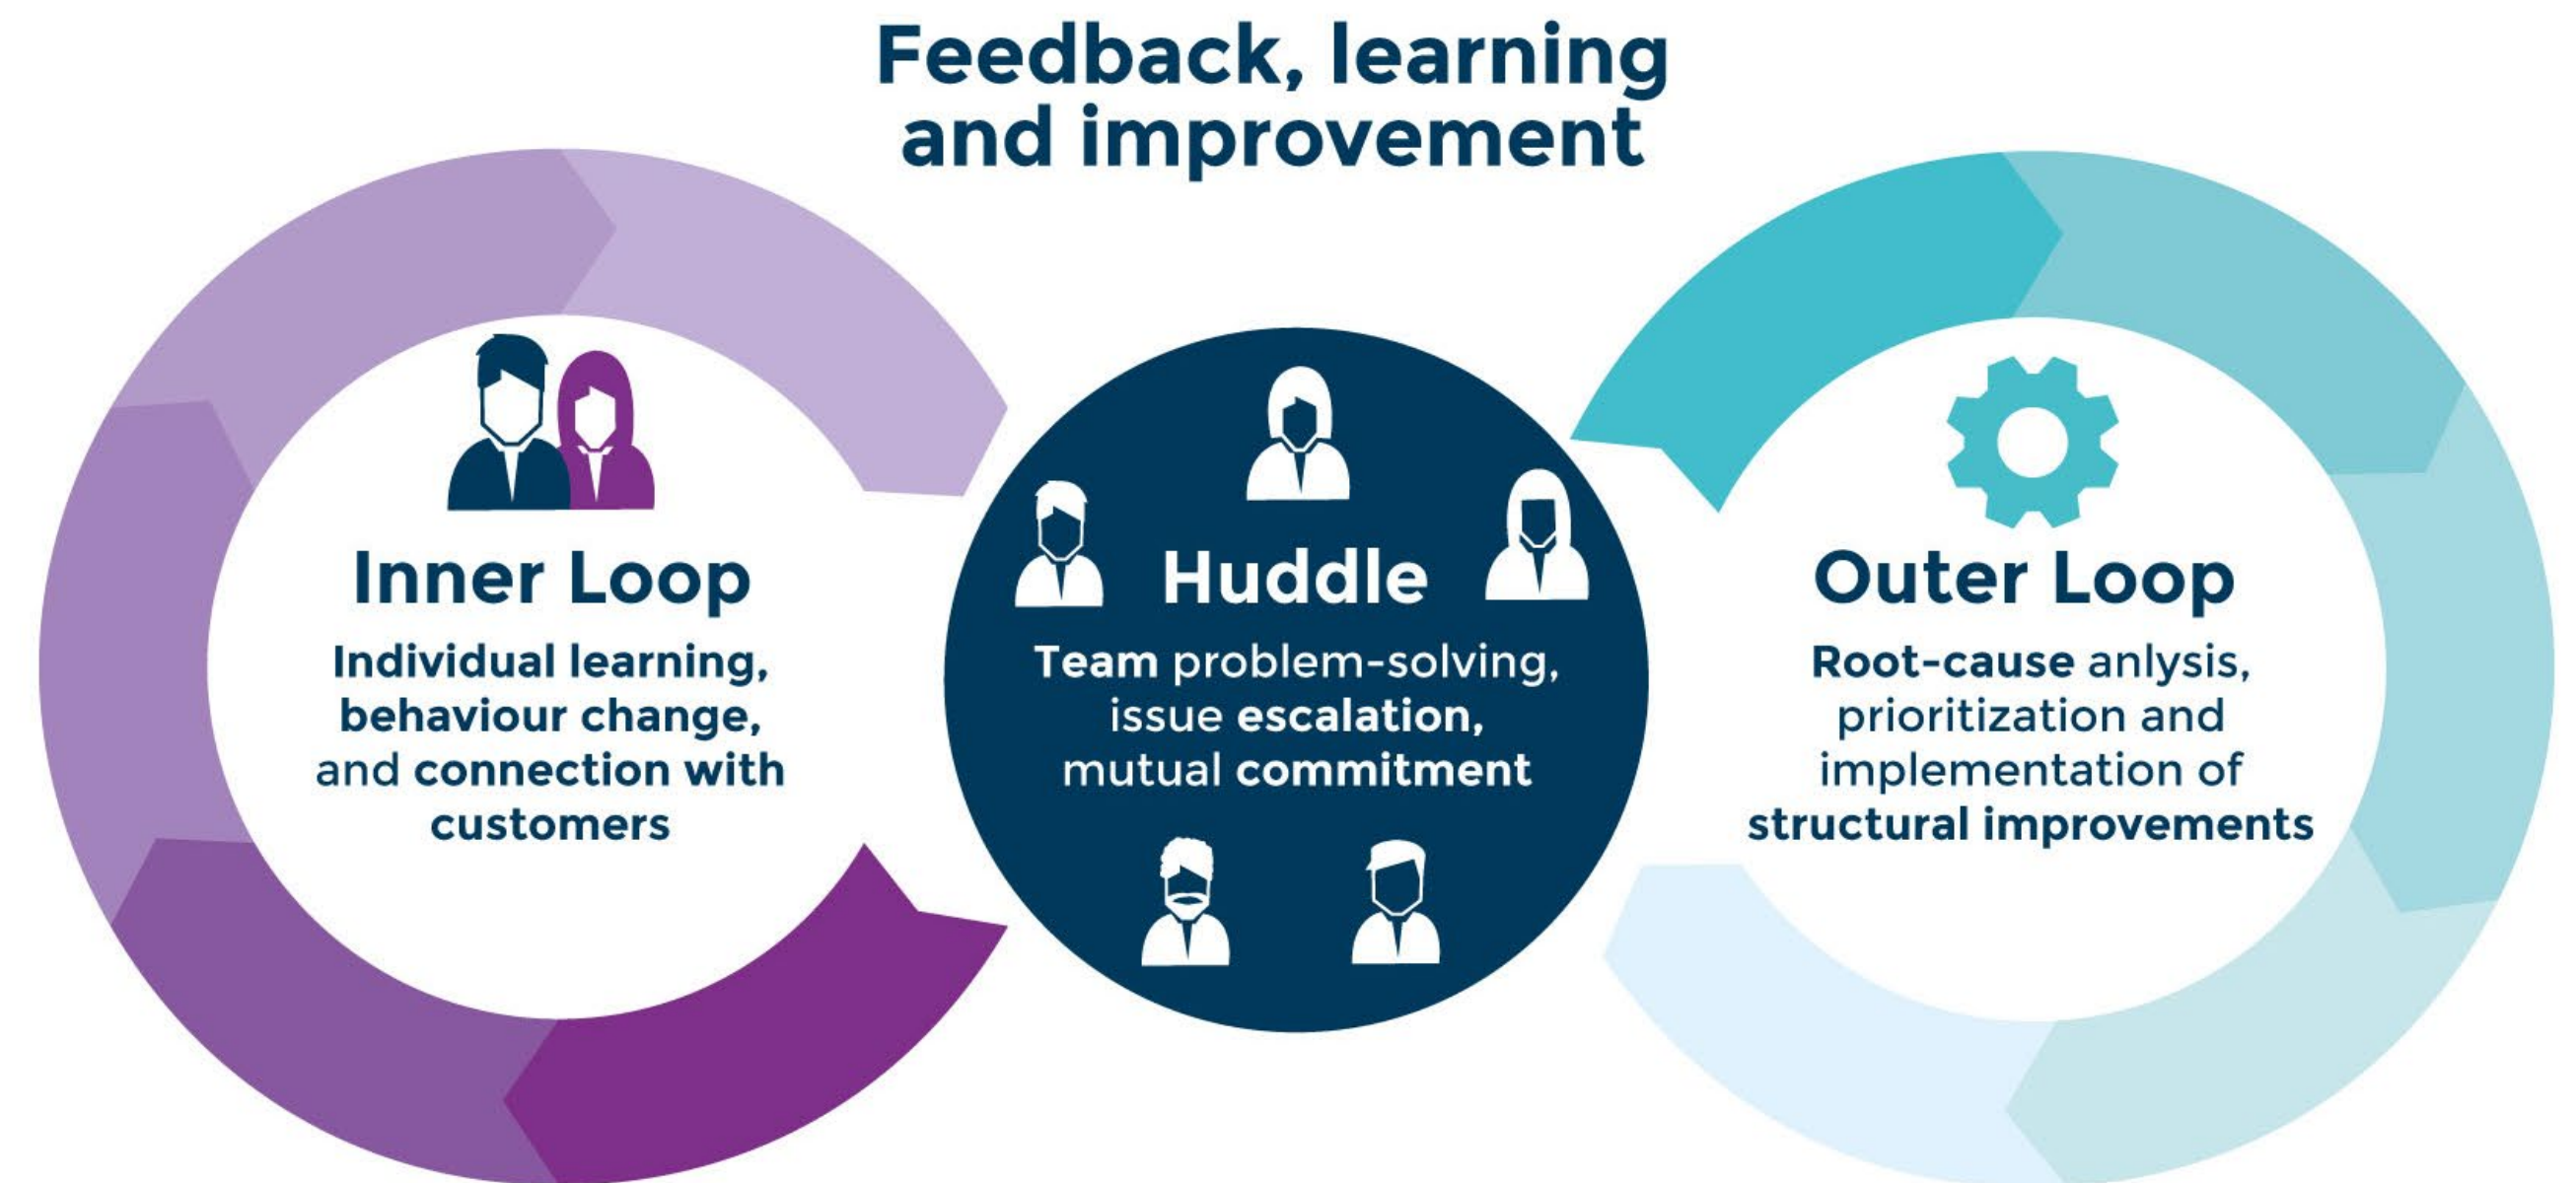 Feedback, learning
and improvement
Inner Loop
Individual learning,
behaviour change,
and connection with
customers
Huddle
Team problem-solving,
issue escalation,
mutual commitment
Outer Loop
Root-cause anlysis,
prioritization and
implementation of
structural improvements